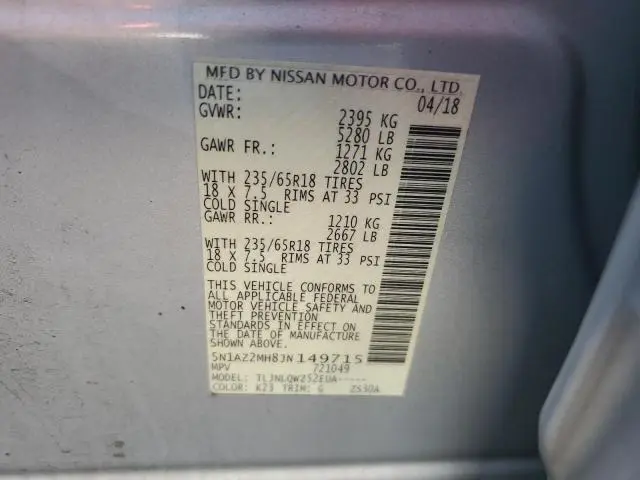 MFD BY NISSAN MOTOR CO., LTD.
DATE: 04/18
GVWR: 2395 KG
5280 LB
GAWR FR.: 1271 KG
2802 LB
WITH 235/65R18 TIRES
18 X 7.5 RIMS AT 33 PSI
COLD SINGLE
GAWR RR.: 1210 KG
2667 LB
WITH 235/65R18 TIRES
18 X 7.5 RIMS AT 33 PSI
COLD SINGLE
THIS VEHICLE CONFORMS TO
ALL APPLICABLE FEDERAL
MOTOR VEHICLE SAFETY AND
THEFT PREVENTION
STANDARDS IN EFFECT ON
THE DATE OF MANUFACTURE
SHOWN ABOVE.
5N1AZ2MH8JN149715
MPV 721049
MODEL: TLJNLQWZ52EUA-----
COLOR: K23 TRIM: G Z530A